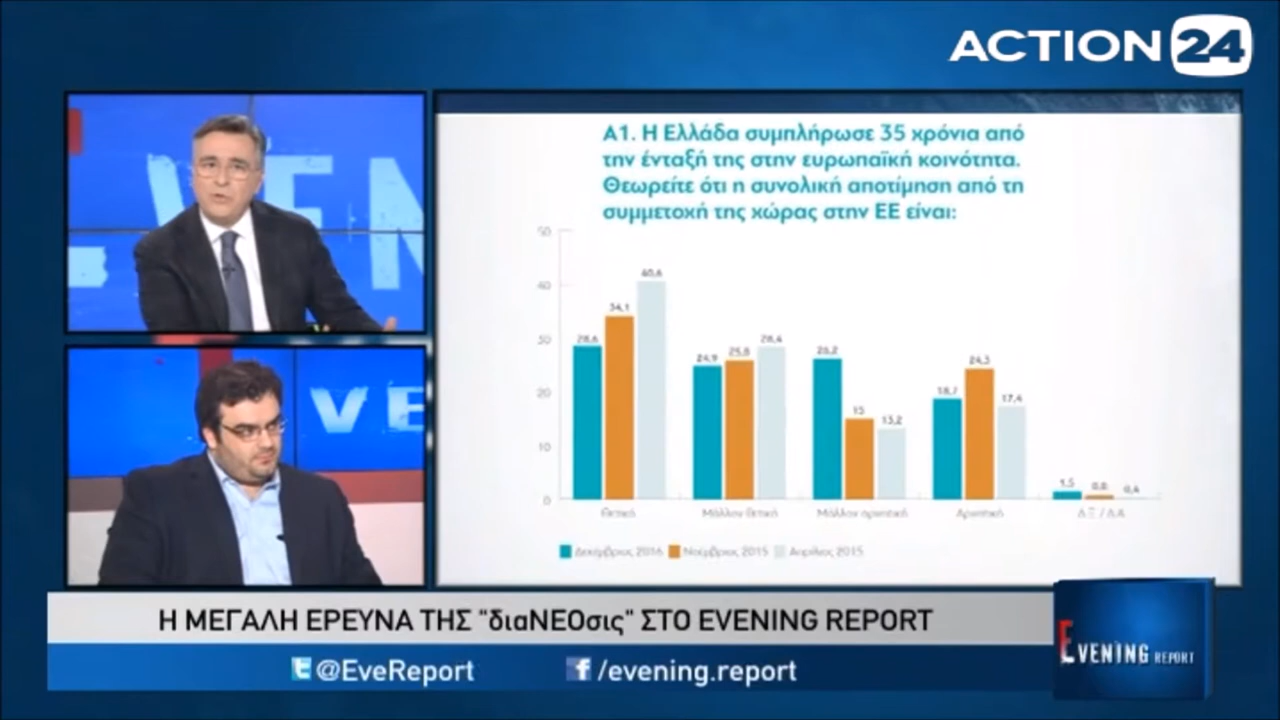 ACTION 24
VEN
VE
Α1. Η Ελλάδα συμπλήρωσε 35 χρόνια από
την ένταξή της στην ευρωπαϊκή κοινότητα.
Θεωρείτε ότι η συνολική αποτίμηση από τη
συμμετοχή της χώρας στην ΕΕ είναι:
50
40
30
20
10
0
28,6
34,1
40,6
24,9
25,8
28,4
26,2
15
13,2
18,7
24,3
17,4
1,5
0,8
0,4
Θετική
Μάλλον θετική
Μάλλον αρνητική
Αρνητική
ΔΞ / ΔΑ
Δεκέμβριος 2016 Νοέμβριος 2015 Απρίλιος 2015
Η ΜΕΓΑΛΗ ΕΡΕΥΝΑ ΤΗΣ "διαΝΕΟσις" ΣΤΟ EVENING REPORT
@EveReport
/evening.report
EVENING REPORT